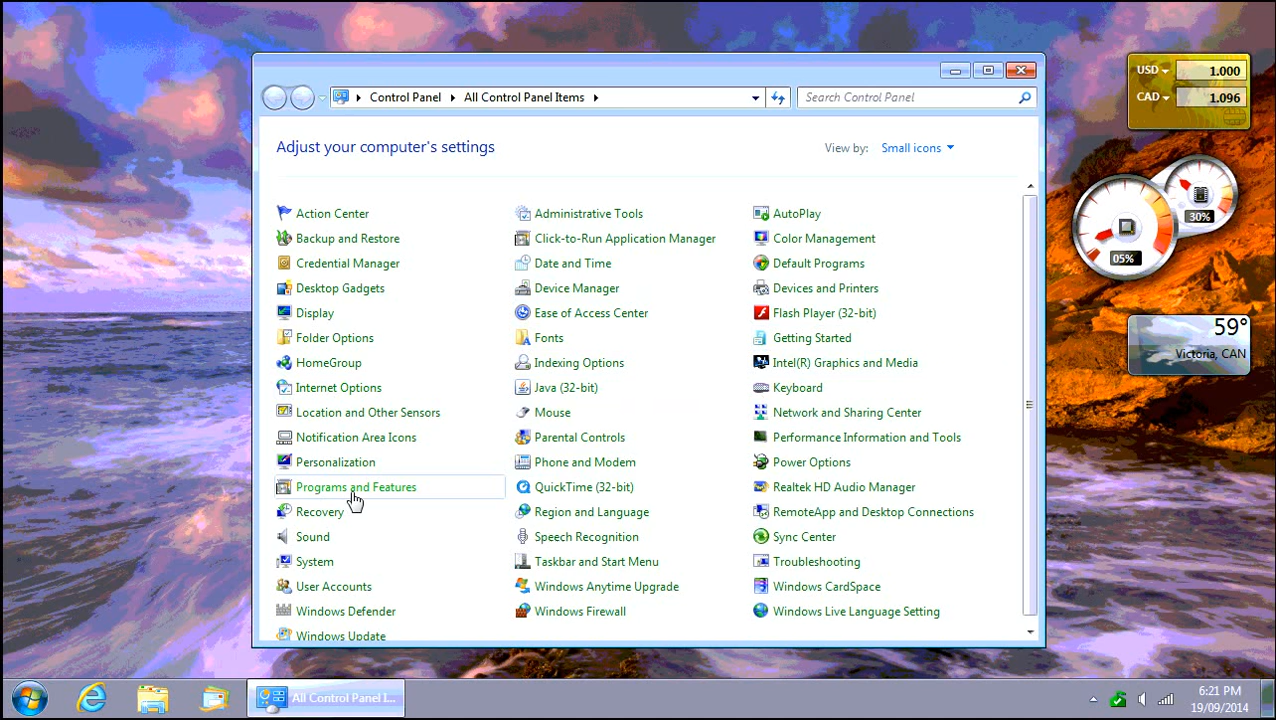 USD 1.000
CAD 1.096
Control Panel All Control Panel Items
Search Control Panel
Adjust your computer's settings
View by: Small icons
Action Center Administrative Tools AutoPlay
Backup and Restore Click-to-Run Application Manager Color Management
Credential Manager Date and Time Default Programs
Desktop Gadgets Device Manager Devices and Printers
Display Ease of Access Center Flash Player (32-bit)
Folder Options Fonts Getting Started
HomeGroup Indexing Options Intel(R) Graphics and Media
Internet Options Java (32-bit) Keyboard
Location and Other Sensors Mouse Network and Sharing Center
Notification Area Icons Parental Controls Performance Information and Tools
Personalization Phone and Modem Power Options
Programs and Features QuickTime (32-bit) Realtek HD Audio Manager
Recovery Region and Language RemoteApp and Desktop Connections
Sound Speech Recognition Sync Center
System Taskbar and Start Menu Troubleshooting
User Accounts Windows Anytime Upgrade Windows CardSpace
Windows Defender Windows Firewall Windows Live Language Setting
Windows Update
30%
05%
59°
Victoria, CAN
All Control Panel I...
6:21 PM
19/09/2014